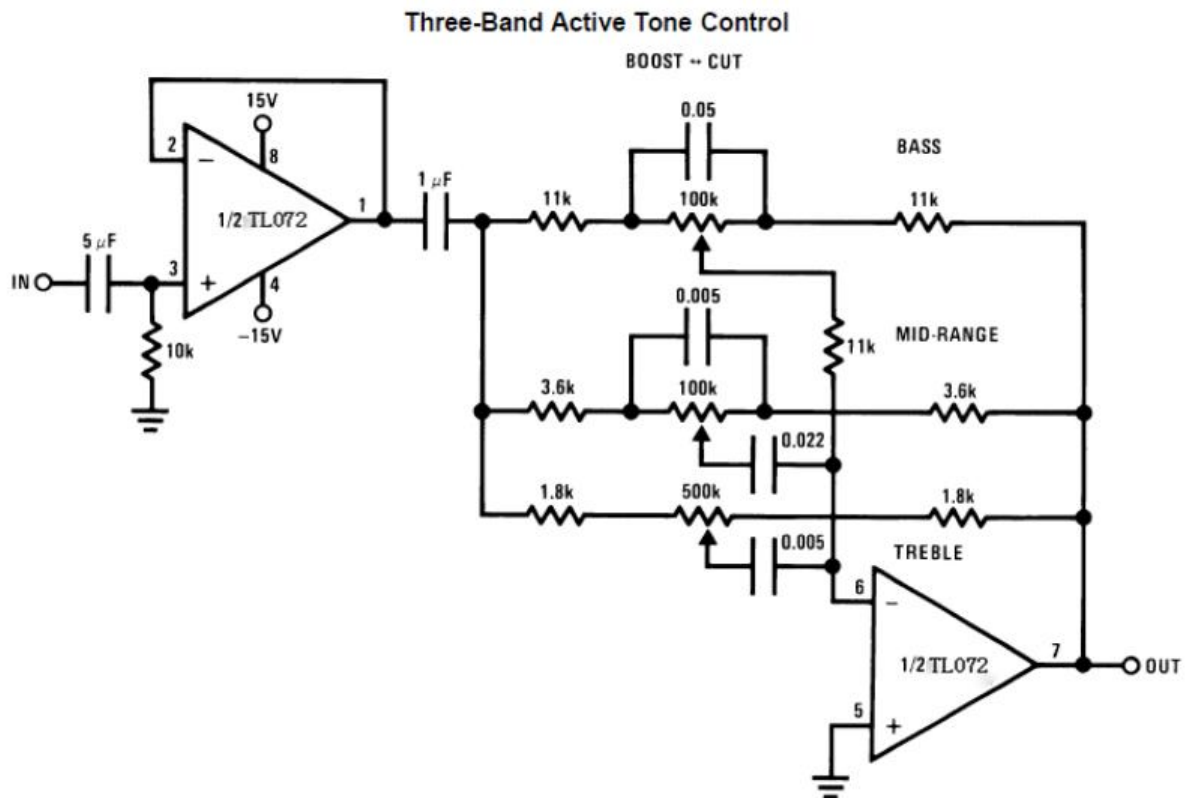 Three-Band Active Tone Control
BOOST ↔ CUT
15V
0.05
BASS
2
−
8
1
1 µF
11k
100k
11k
1/2 TL072
5 µF
IN
3
+
4
−15V
10k
0.005
11k
MID-RANGE
3.6k
100k
3.6k
0.022
1.8k
500k
1.8k
0.005
TREBLE
6
−
1/2 TL072
7
OUT
5
+